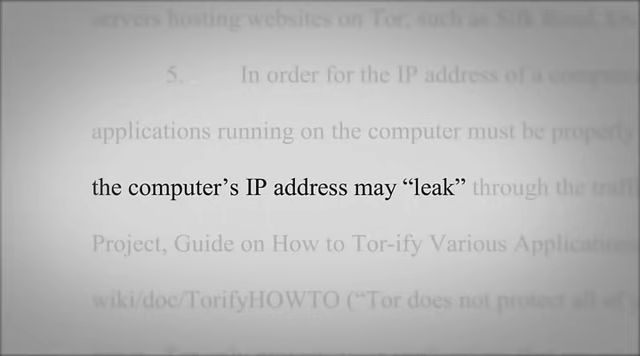 servers hosting websites on Tor, such as Silk Road
5. In order for the IP address of a
applications running on the computer must be properly
the computer’s IP address may “leak” through the
Project, Guide on How to Tor-ify Various Applications
wiki/doc/TorifyHOWTO (“Tor does not protect all of